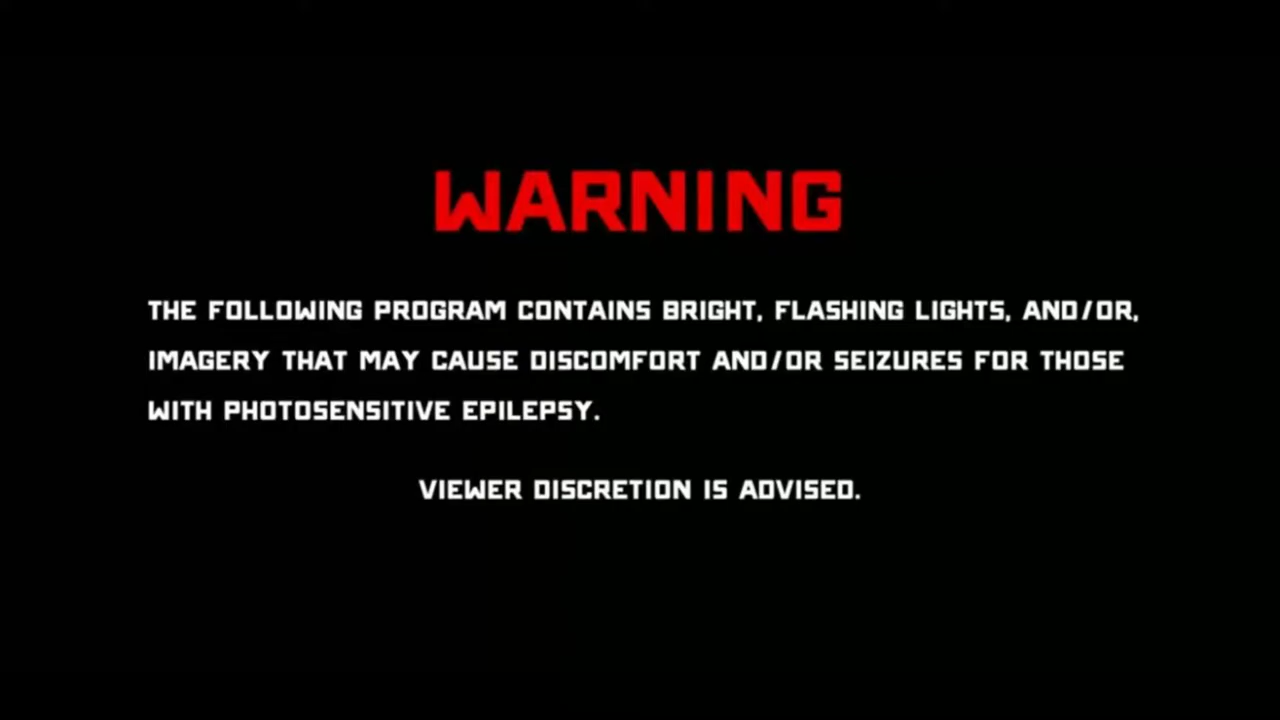 WARNING
THE FOLLOWING PROGRAM CONTAINS BRIGHT, FLASHING LIGHTS, AND/OR,
IMAGERY THAT MAY CAUSE DISCOMFORT AND/OR SEIZURES FOR THOSE
WITH PHOTOSENSITIVE EPILEPSY.
VIEWER DISCRETION IS ADVISED.